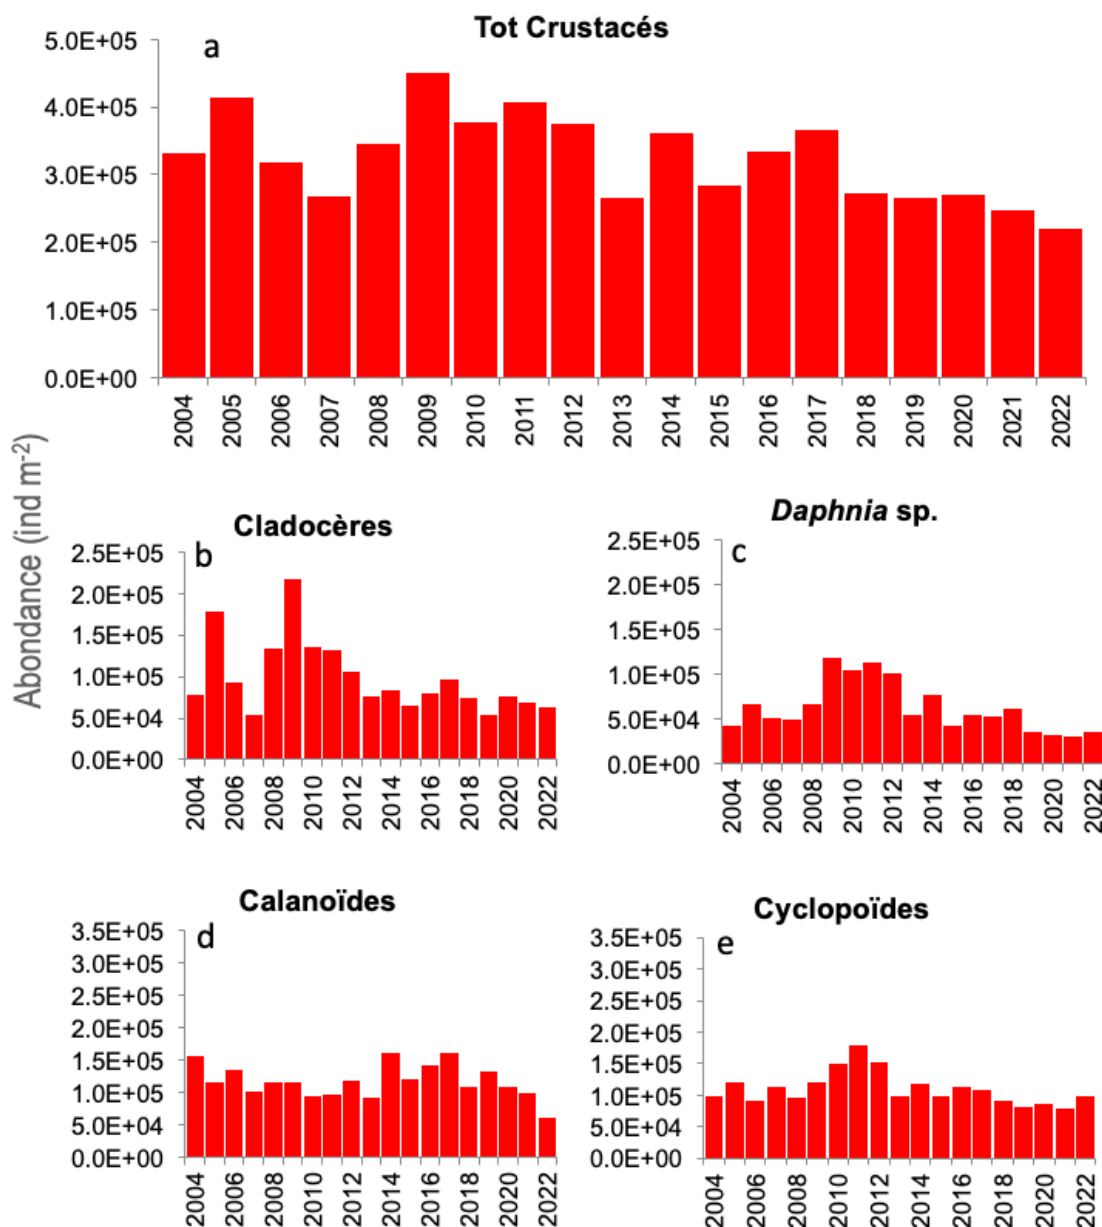 Tot Crustacés
a
5.0E+05
4.0E+05
3.0E+05
2.0E+05
1.0E+05
0.0E+00
2004
2005
2006
2007
2008
2009
2010
2011
2012
2013
2014
2015
2016
2017
2018
2019
2020
2021
2022
Abondance (ind m-2)
Cladocères
b
2.5E+05
2.0E+05
1.5E+05
1.0E+05
5.0E+04
0.0E+00
2004
2006
2008
2010
2012
2014
2016
2018
2020
2022
Daphnia sp.
c
2.5E+05
2.0E+05
1.5E+05
1.0E+05
5.0E+04
0.0E+00
2004
2006
2008
2010
2012
2014
2016
2018
2020
2022
Calanoïdes
d
3.5E+05
3.0E+05
2.5E+05
2.0E+05
1.5E+05
1.0E+05
5.0E+04
0.0E+00
2004
2006
2008
2010
2012
2014
2016
2018
2020
2022
Cyclopoïdes
e
3.5E+05
3.0E+05
2.5E+05
2.0E+05
1.5E+05
1.0E+05
5.0E+04
0.0E+00
2004
2006
2008
2010
2012
2014
2016
2018
2020
2022